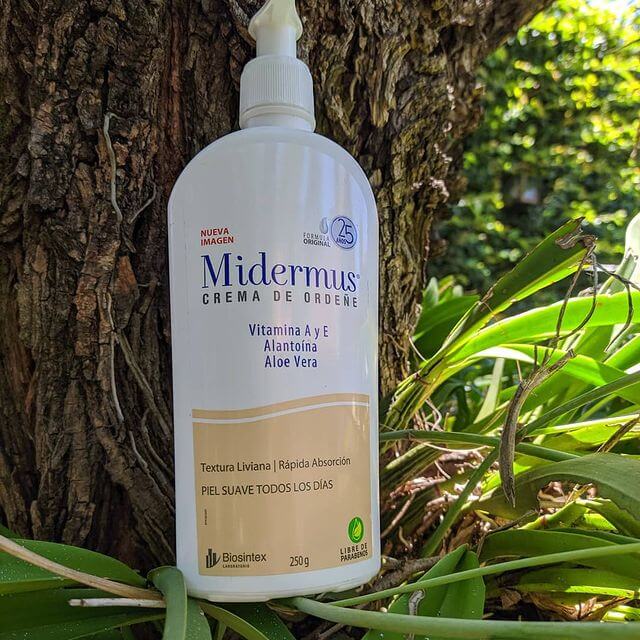 NUEVA
IMAGEN
FORMULA
ORIGINAL
25
AÑOS
Midermus®
CREMA DE ORDEÑE
Vitamina A y E
Alantoína
Aloe Vera
Textura Liviana | Rápida Absorción
PIEL SUAVE TODOS LOS DÍAS
Biosintex
LABORATORIO
250 g
LIBRE DE
PARABENOS